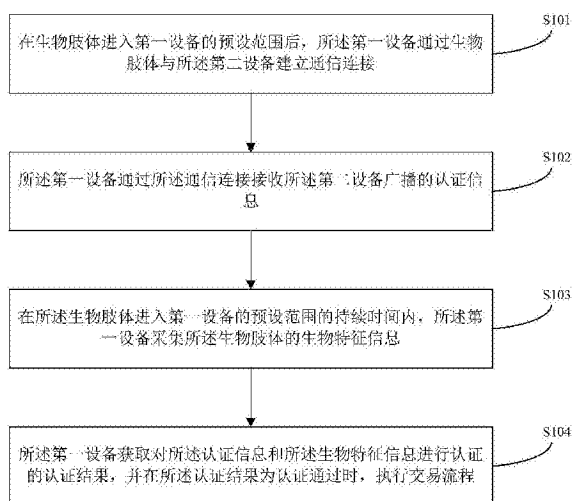 S101
在生物肢体进入第一设备的预设范围后，所述第一设备通过生物
肢体与所述第二设备建立通信连接
S102
所述第一设备通过所述通信连接接收所述第二设备广播的认证信
息
S103
在所述生物肢体进入第一设备的预设范围的持续时间内，所述第
一设备采集所述生物肢体的生物特征信息
S104
所述第一设备获取对所述认证信息和所述生物特征信息进行认证
的认证结果，并在所述认证结果为认证通过时，执行交易流程